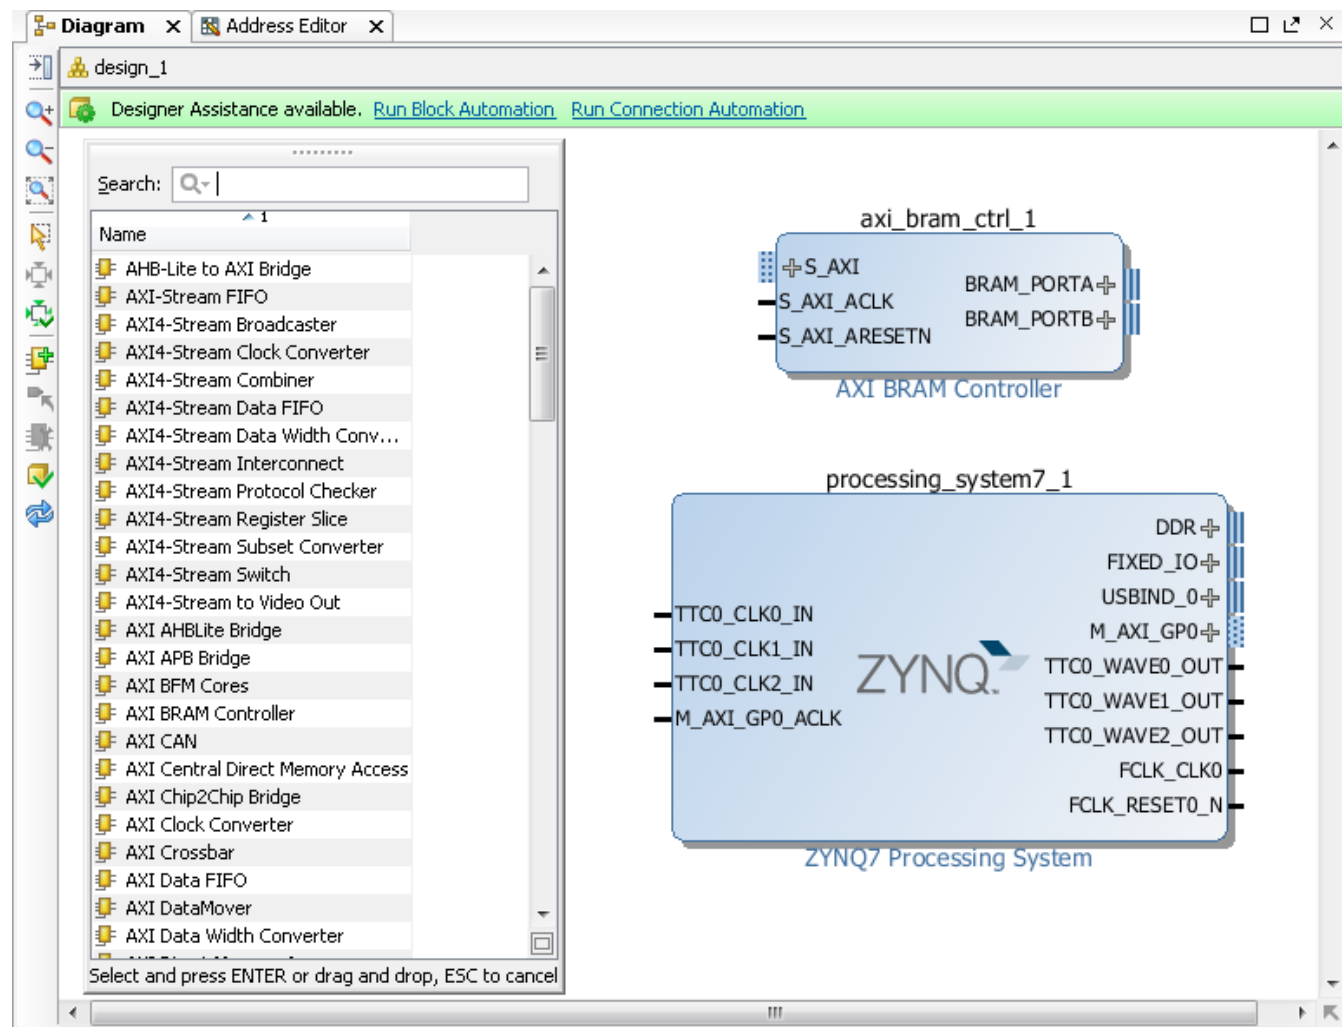 Diagram
Address Editor
design_1
Designer Assistance available. Run Block Automation Run Connection Automation
Search:
1
Name
AHB-Lite to AXI Bridge
AXI-Stream FIFO
AXI4-Stream Broadcaster
AXI4-Stream Clock Converter
AXI4-Stream Combiner
AXI4-Stream Data FIFO
AXI4-Stream Data Width Conv...
AXI4-Stream Interconnect
AXI4-Stream Protocol Checker
AXI4-Stream Register Slice
AXI4-Stream Subset Converter
AXI4-Stream Switch
AXI4-Stream to Video Out
AXI AHBLite Bridge
AXI APB Bridge
AXI BFM Cores
AXI BRAM Controller
AXI CAN
AXI Central Direct Memory Access
AXI Chip2Chip Bridge
AXI Clock Converter
AXI Crossbar
AXI Data FIFO
AXI DataMover
AXI Data Width Converter
Select and press ENTER or drag and drop, ESC to cancel
axi_bram_ctrl_1
S_AXI
S_AXI_ACLK
S_AXI_ARESETN
BRAM_PORTA
BRAM_PORTB
AXI BRAM Controller
processing_system7_1
TTC0_CLK0_IN
TTC0_CLK1_IN
TTC0_CLK2_IN
M_AXI_GP0_ACLK
ZYNQ
DDR
FIXED_IO
USBIND_0
M_AXI_GP0
TTC0_WAVE0_OUT
TTC0_WAVE1_OUT
TTC0_WAVE2_OUT
FCLK_CLK0
FCLK_RESET0_N
ZYNQ7 Processing System